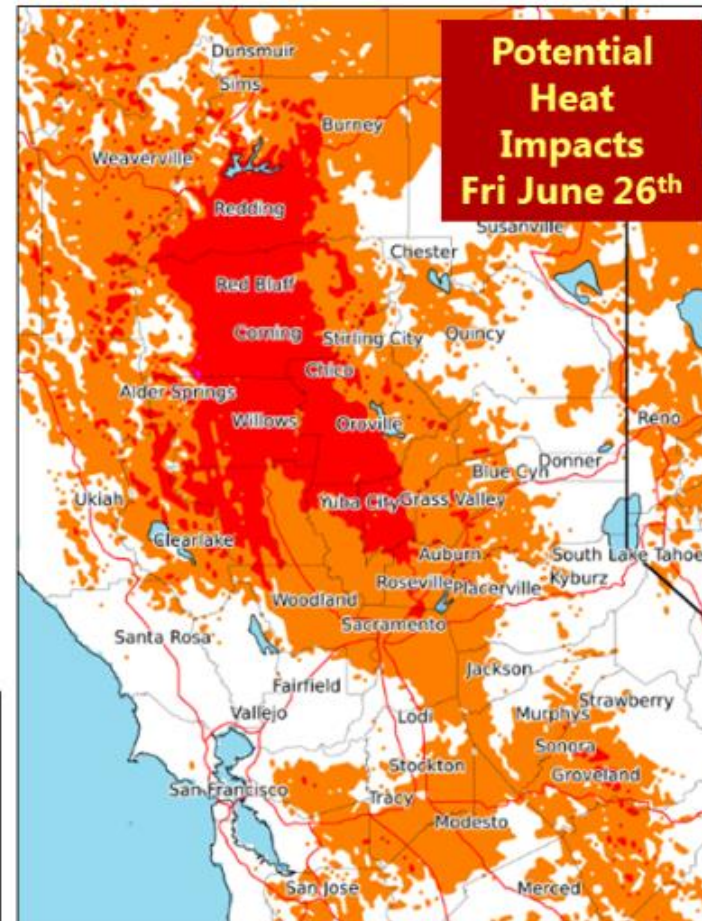 Potential
Heat
Impacts
Fri June 26th
Dunsmuir
Sims
Burney
Weaverville
Redding
Susanville
Chester
Red Bluff
Corning
Stirling City
Quincy
Chico
Alder Springs
Willows
Oroville
Reno
Donner
Blue Cyn
Ukiah
Yuba City
Grass Valley
Clearlake
Auburn
South Lake Tahoe
Roseville
Placerville
Kyburz
Woodland
Sacramento
Santa Rosa
Jackson
Fairfield
Strawberry
Vallejo
Lodi
Murphys
Sonora
Stockton
Groveland
San Francisco
Tracy
Modesto
San Jose
Merced